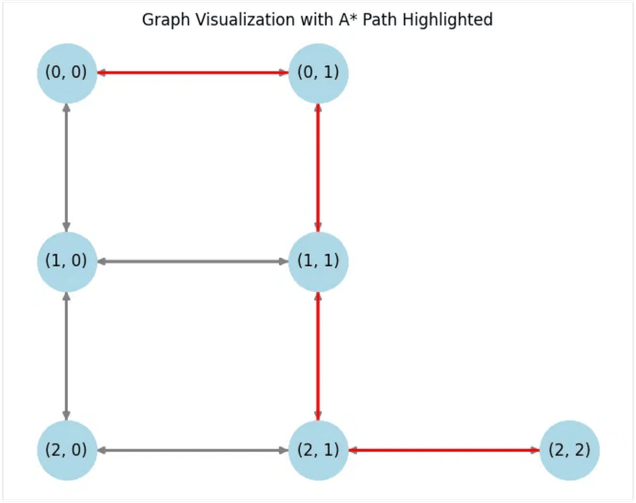 Graph Visualization with A* Path Highlighted
(0, 0) (0, 1)
(1, 0) (1, 1)
(2, 0) (2, 1) (2, 2)